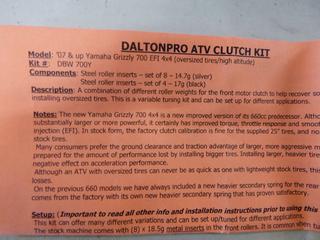 DALTONPRO ATV CLUTCH KIT
Model: '07 & up Yamaha Grizzly 700 EFI 4x4 (oversized tires/high altitude)
Kit #: DBW 700Y
Components: Steel roller inserts – set of 8 – 14.7g (silver)
Steel roller inserts – set of 4 – 17g (black)
Description: A combination of different roller weights for the front motor clutch to help recover
installing oversized tires. This is a variable tuning kit and can be set up for different applications.
Notes: The new Yamaha Grizzly 700 4x4 is a new improved version of its 660cc predecessor.
substantially larger or more powerful, it certainly has improved torque, throttle response and
injection (EFI). In stock form, the factory clutch calibration is fine for the supplied 25" tires, and
stock tires.
Many consumers prefer the ground clearance and traction advantage of larger, more aggressive
prepared for the amount of performance lost by installing bigger tires. Installing larger, heavier
negative effect on acceleration performance.
Although an ATV with oversized tires can never be as quick as one with lightweight stock tires,
losses.
On the previous 660 models we have always included a new heavier secondary spring for the rear
comes from the factory with its own new heavier secondary spring that has proven satisfactory.
Setup: (Important to read all other info and installation instructions prior to using this
This kit can offer many different variations and can be set up/tuned for different applications.
The stock machine comes with (8) x 18.5g metal inserts in the front rollers. It is common when